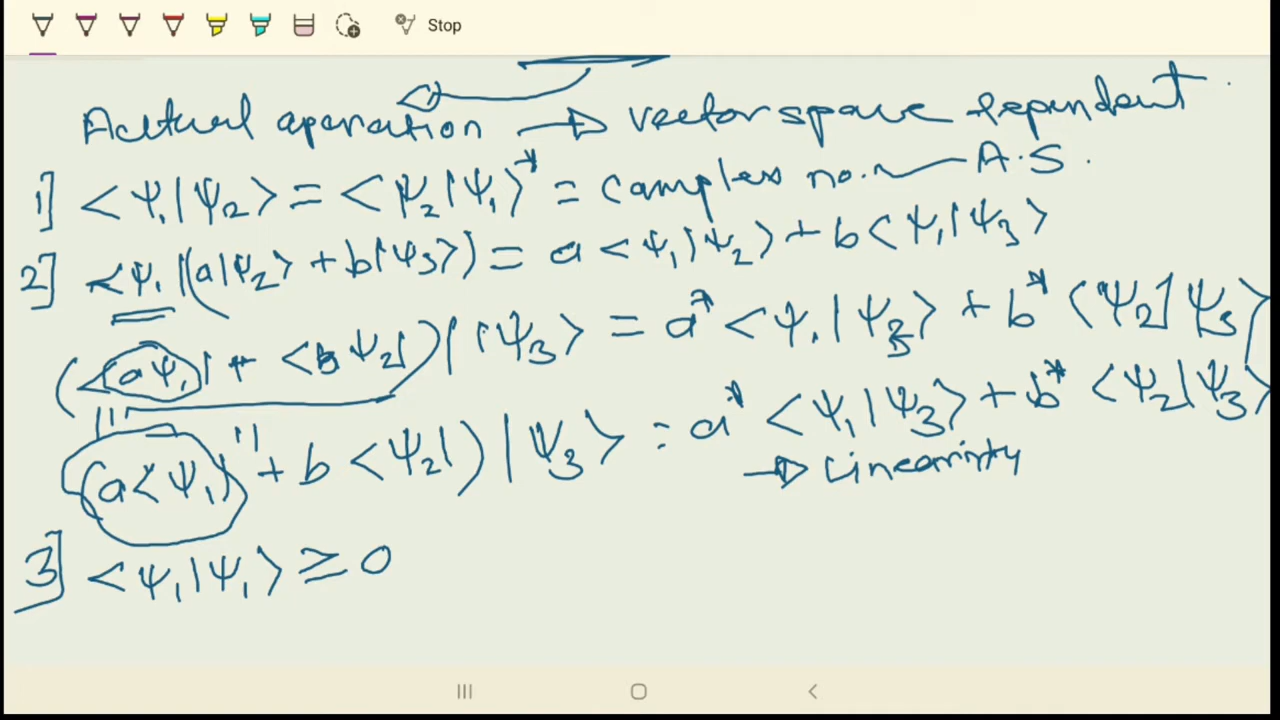 Stop
Actual operation → vector space dependent.
1] <Ψ₁|Ψ₂> = <Ψ₂|Ψ₁>* = complex no. A.S.
2] <Ψ₁|(a|Ψ₂> + b|Ψ₃>) = a<Ψ₁|Ψ₂> + b<Ψ₁|Ψ₃>
(<aΨ₁| + <bΨ₂|)|Ψ₃> = a*<Ψ₁|Ψ₃> + b*<Ψ₂|Ψ₃>
(a<Ψ₁| + b<Ψ₂|)|Ψ₃> = a*<Ψ₁|Ψ₃> + b*<Ψ₂|Ψ₃>
→ Linearinty
3] <Ψ₁|Ψ₁> ≥ 0